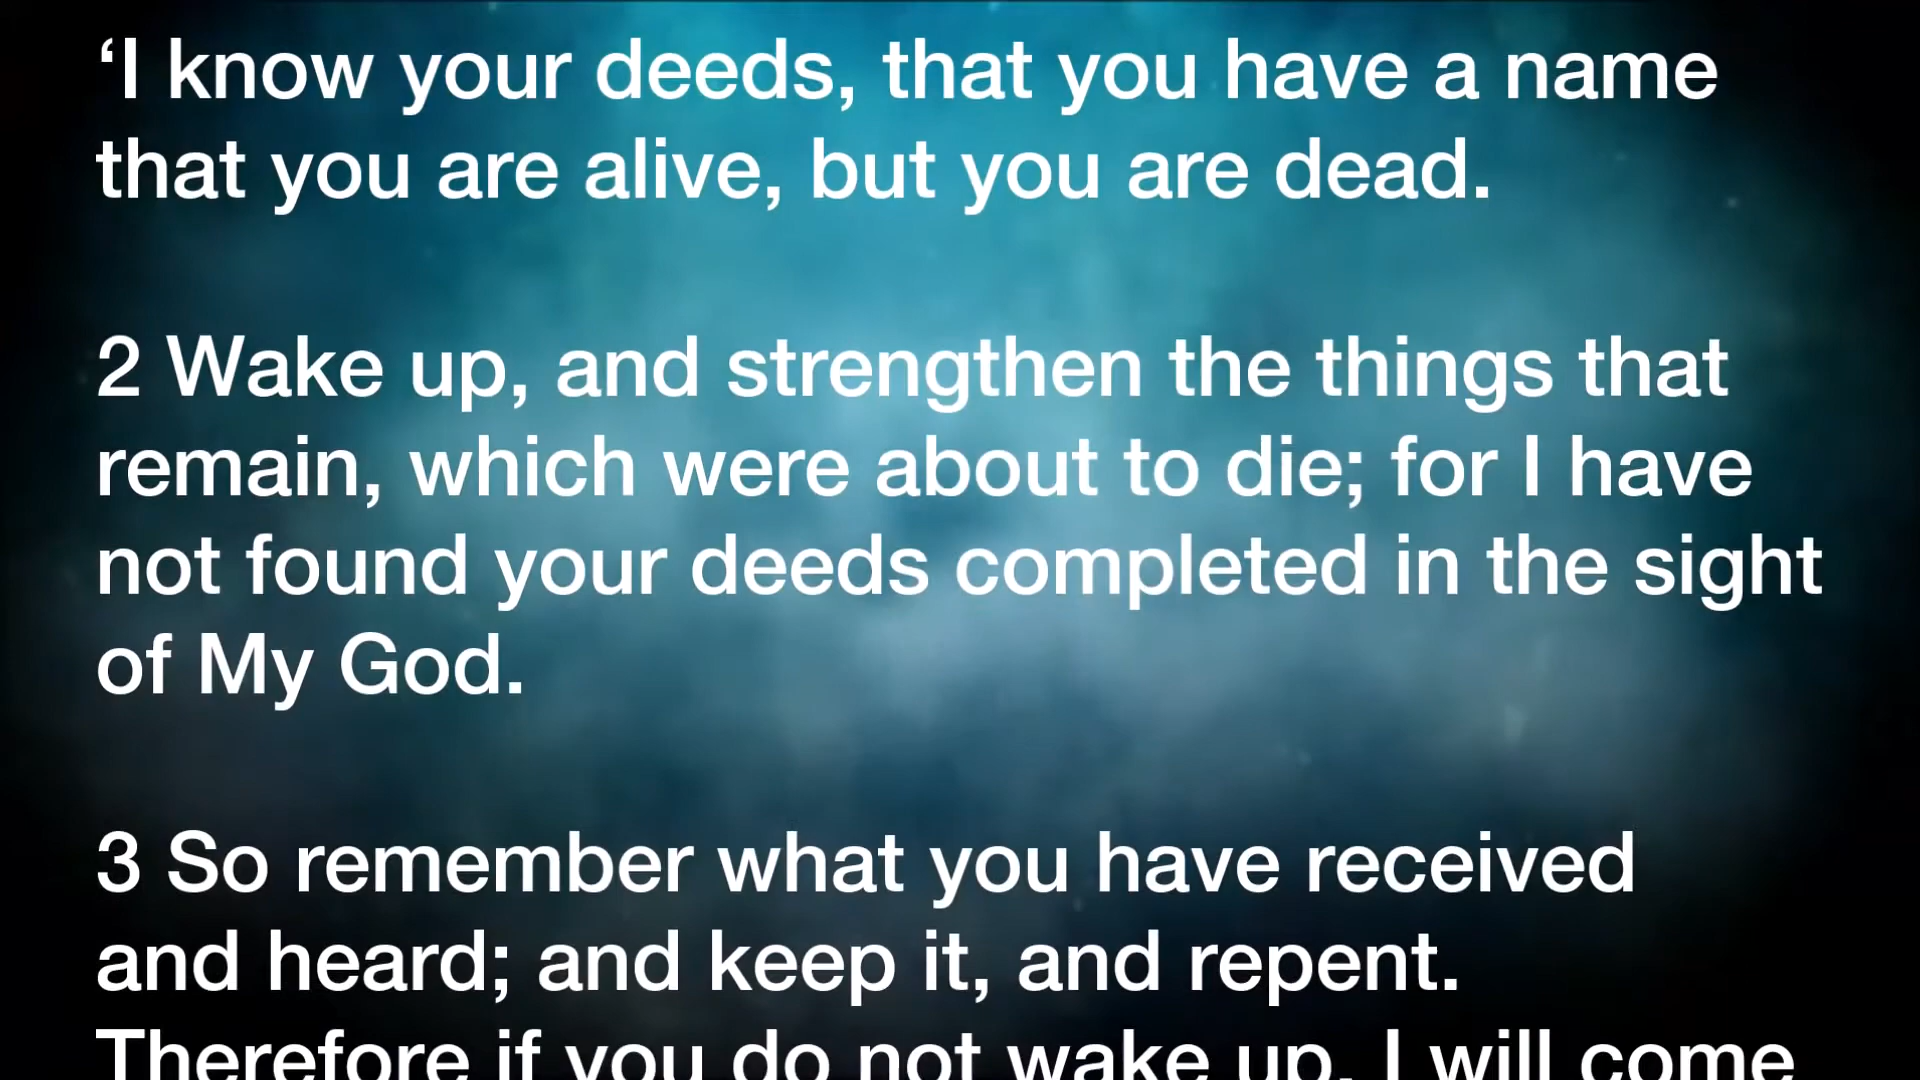 ‘I know your deeds, that you have a name
that you are alive, but you are dead.
2 Wake up, and strengthen the things that
remain, which were about to die; for I have
not found your deeds completed in the sight
of My God.
3 So remember what you have received
and heard; and keep it, and repent.
Therefore if you do not wake up, I will come